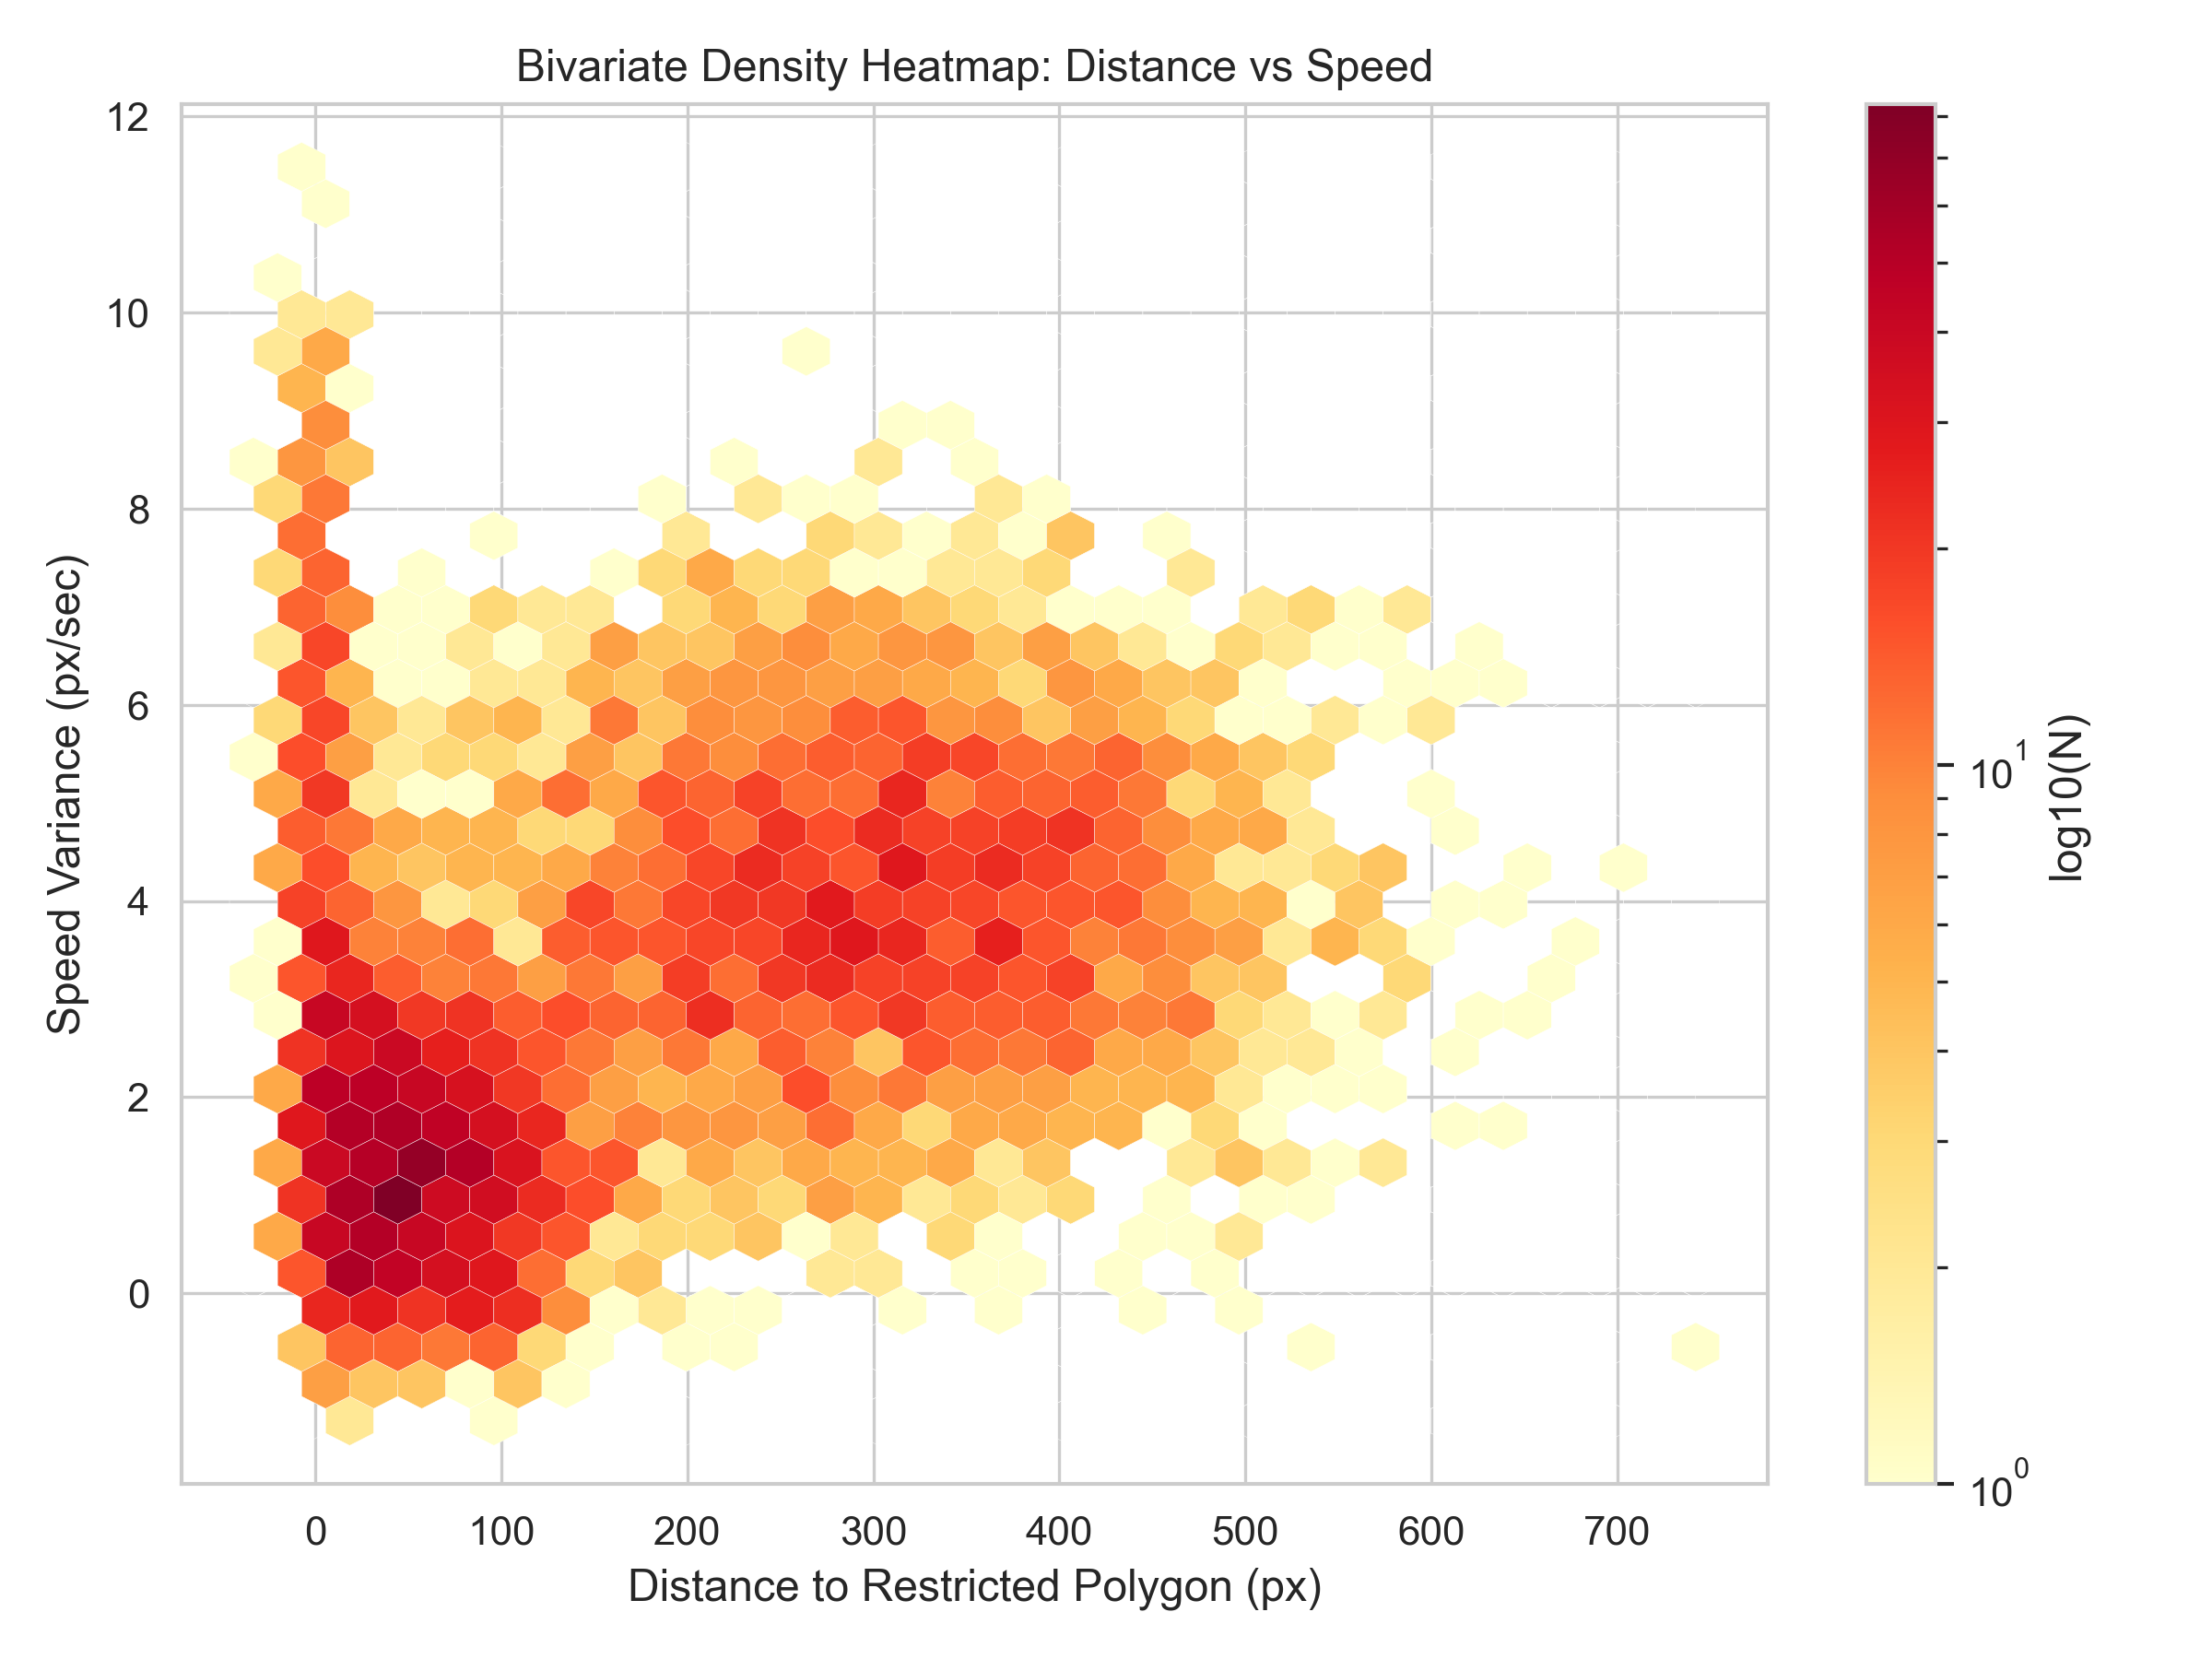 Bivariate Density Heatmap: Distance vs Speed
12
10
8
6
4
2
0
Speed Variance (px/sec)
0 100 200 300 400 500 600 700
Distance to Restricted Polygon (px)
10^1
10^0
log10(N)